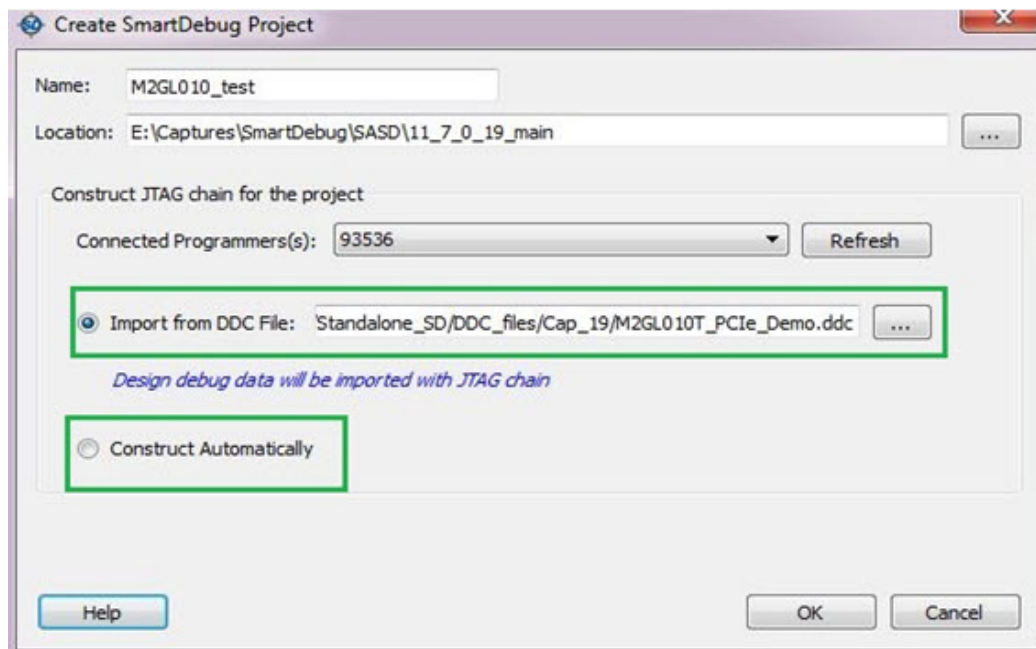 Create SmartDebug Project
Name: M2GL010_test
Location: E:\Captures\SmartDebug\SASD\11_7_0_19_main ...
Construct JTAG chain for the project
Connected Programmers(s): 93536 Refresh
Import from DDC File: Standalone_SD/DDC_files/Cap_19/M2GL010T_PCIe_Demo.ddc ...
Design debug data will be imported with JTAG chain
Construct Automatically
Help OK Cancel